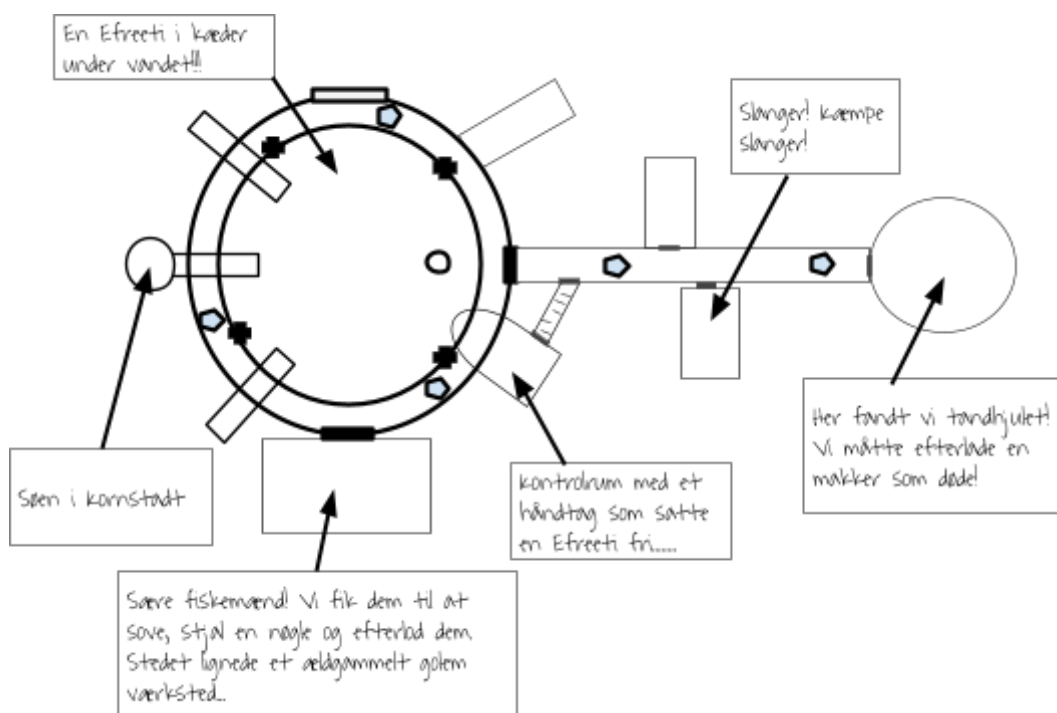 En Efreeti i kæder
under vandet!!!
Slanger! kæmpe
slanger!
Her fandt vi tandhjulet!
Vi måtte efterlade en
makker som døde!
Søen i kornstadt
kontrolrum med et
håndtag som satte
en Efreeti fri......
Sære fiskemænd! Vi fik dem til at
sove, stjal en nøgle og efterlod dem.
Stedet lignede et ældgammelt golem
værksted...